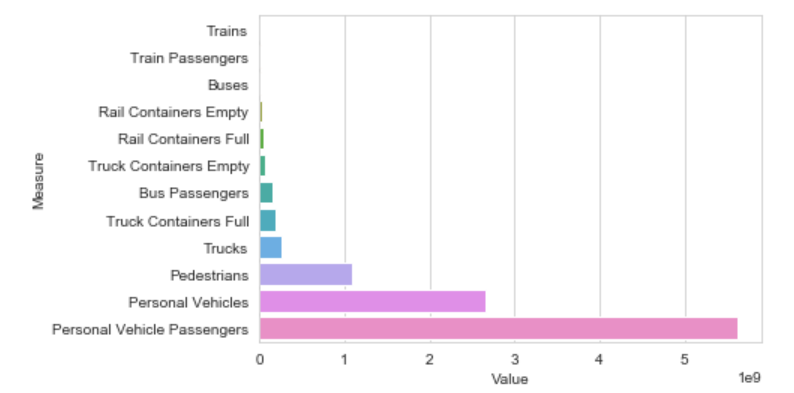 Trains
Train Passengers
Buses
Rail Containers Empty
Rail Containers Full
Truck Containers Empty
Bus Passengers
Truck Containers Full
Trucks
Pedestrians
Personal Vehicles
Personal Vehicle Passengers
Measure
0 1 2 3 4 5
1e9
Value